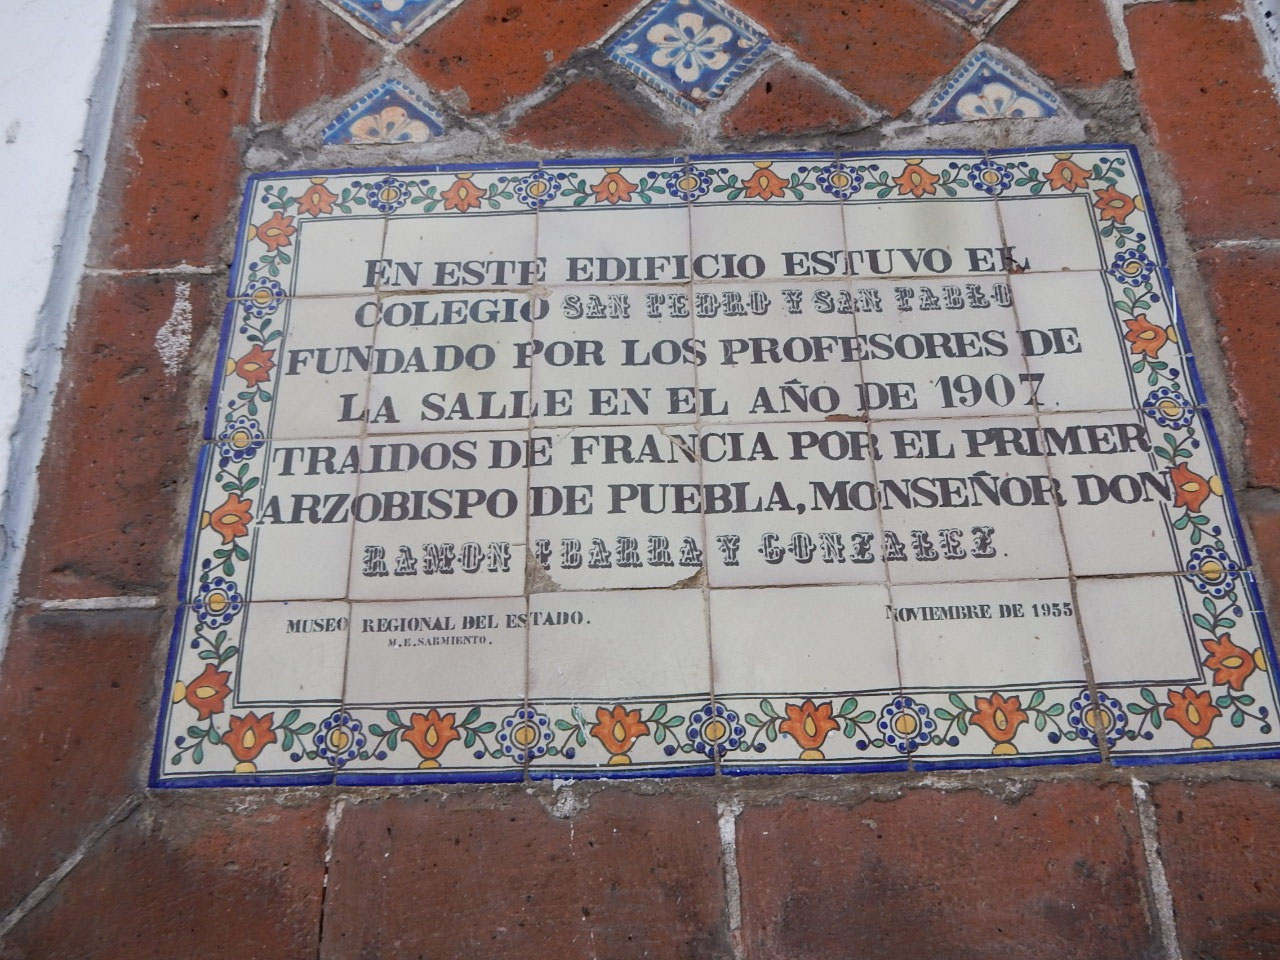 EN ESTE EDIFICIO ESTUVO EL
COLEGIO SAN PEDRO Y SAN PABLO
FUNDADO POR LOS PROFESORES DE
LA SALLE EN EL AÑO DE 1907.
TRAIDOS DE FRANCIA POR EL PRIMER
ARZOBISPO DE PUEBLA, MONSEÑOR DON
RAMON IBARRA Y GONZALEZ.
MUSEO REGIONAL DEL ESTADO.
M.E. SARMIENTO.
NOVIEMBRE DE 1955